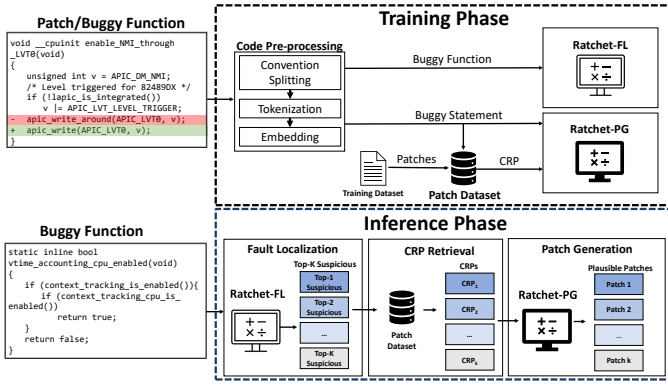 Patch/Buggy Function
void __cpuinit enable_NMI_through
_LVT0(void)
{
unsigned int v = APIC_DM_NMI;
/* Level triggered for 82489DX */
if (!lapic_is_integrated())
v |= APIC_LVT_LEVEL_TRIGGER;
- apic_write_around(APIC_LVT0, v);
+ apic_write(APIC_LVT0, v);
}
Training Phase
Code Pre-processing
Convention
Splitting
Tokenization
Embedding
Buggy Function
Ratchet-FL
Buggy Statement
Ratchet-PG
Patches
CRP
Training Dataset
Patch Dataset
Buggy Function
static inline bool
vtime_accounting_cpu_enabled(void)
{
if (context_tracking_is_enabled()){
if (context_tracking_cpu_is_
enabled())
return true;
}
return false;
}
Inference Phase
Fault Localization
Top-K Suspicious
Ratchet-FL
Top-1
Suspicious
Top-2
Suspicious
...
Top-K
Suspicious
CRP Retrieval
CRPs
Patch
Dataset
CRP1
CRP2
...
CRPk
Patch Generation
Plausible Patches
Ratchet-PG
Patch 1
Patch 2
...
Patch k